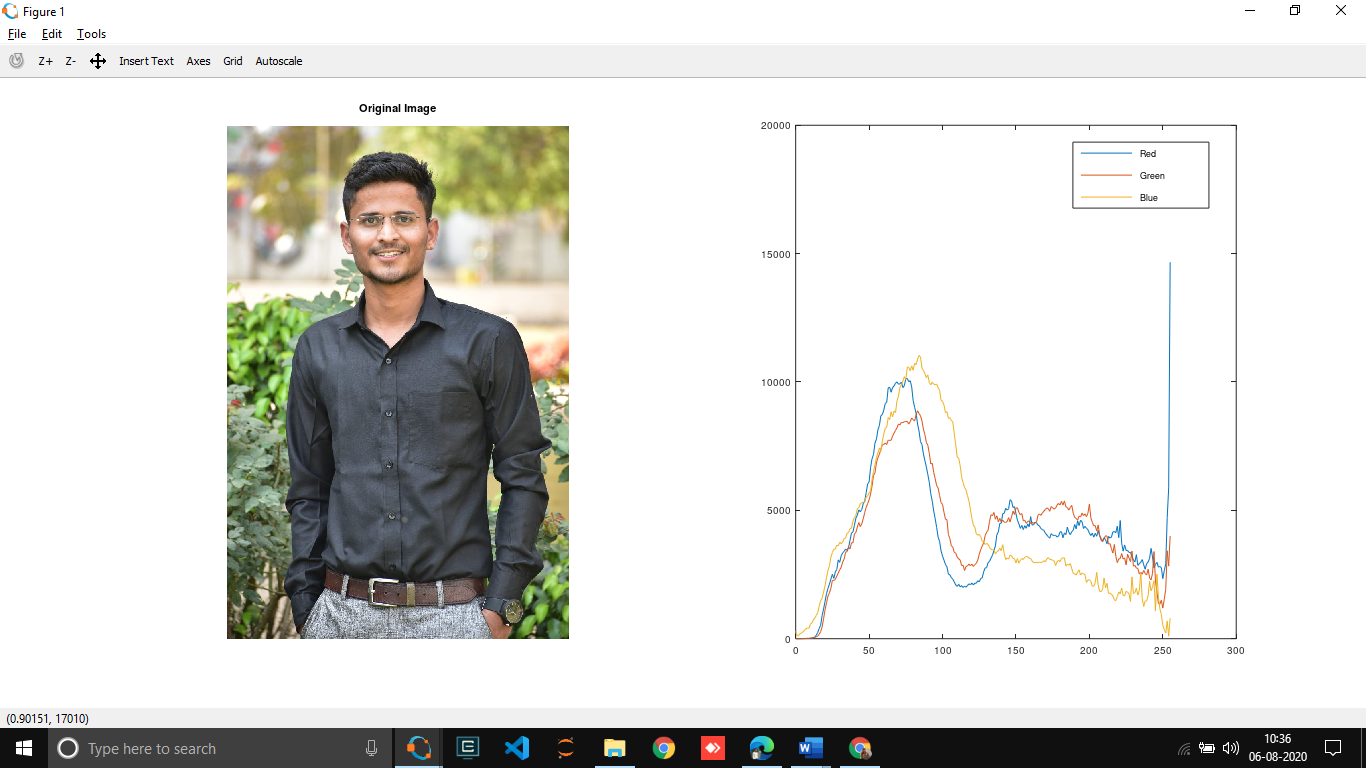 Figure 1
File Edit Tools
Z+ Z- Insert Text Axes Grid Autoscale
Original Image
20000
15000
10000
5000
0
0 50 100 150 200 250 300
Red
Green
Blue
(0.90151, 17010)
Type here to search
10:36
06-08-2020